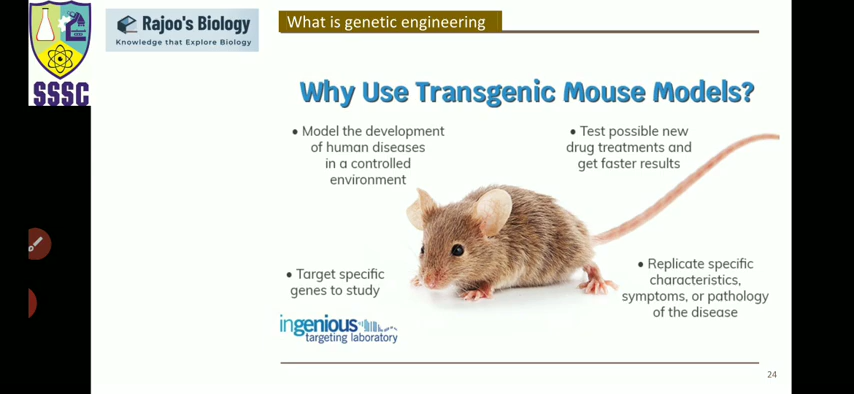 SSSC
Rajoo's Biology
Knowledge that Explore Biology
What is genetic engineering
Why Use Transgenic Mouse Models?
• Model the development
of human diseases
in a controlled
environment
• Test possible new
drug treatments and
get faster results
• Target specific
genes to study
• Replicate specific
characteristics,
symptoms, or pathology
of the disease
ingenious
targeting laboratory
24